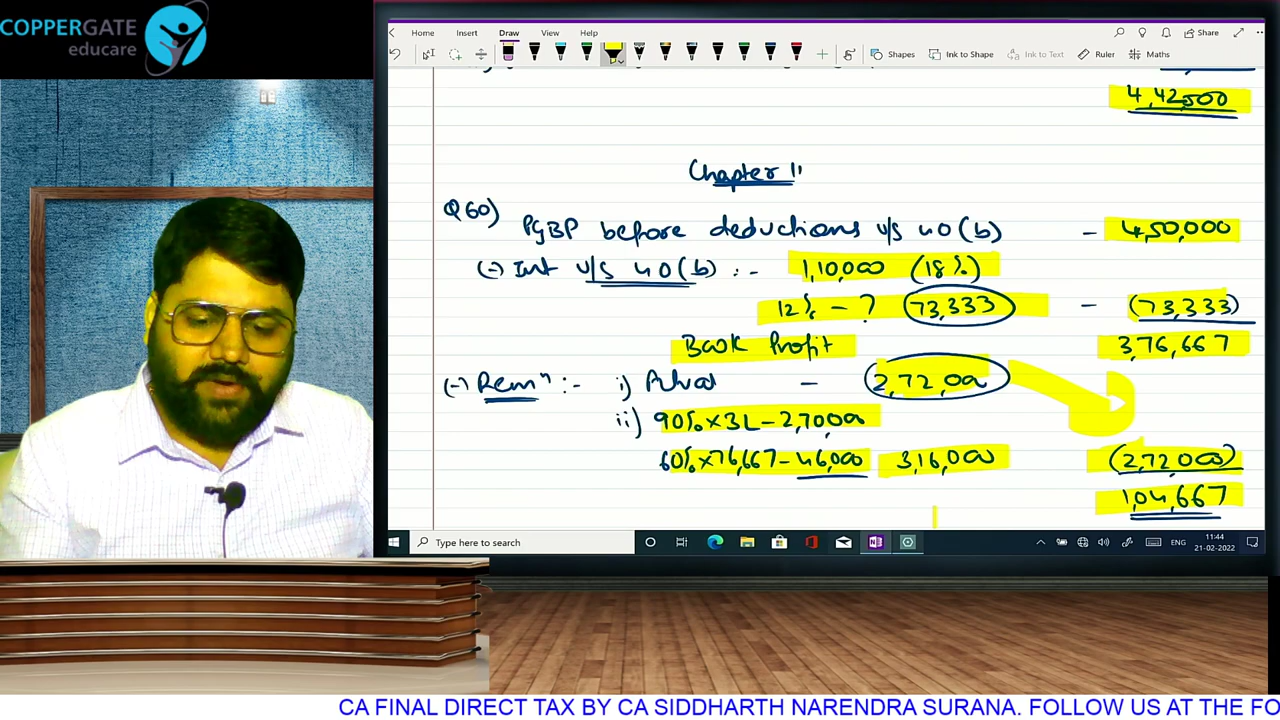 COPPERGATE
educare
Home Insert Draw View Help
Share
Shapes
Ink to Shape
Ink to Text
Ruler
Maths
4,42,500
Chapter 11
Q60)
PGBP before deductions u/s 40(b) - 4,50,000
(-) Int u/s 40(b) :- 1,10,000 (18%)
12% - ? 73,333 - (73,333)
Book Profit 3,76,667
(-) Remn :- i) Actual - 2,72,000
ii) 90% x 3L - 2,70,000
60% x 76,667 - 46,000 3,16,000 (2,72,000)
1,04,667
Type here to search
ENG
11:44
21-02-2022
CA FINAL DIRECT TAX BY CA SIDDHARTH NARENDRA SURANA. FOLLOW US AT THE FO